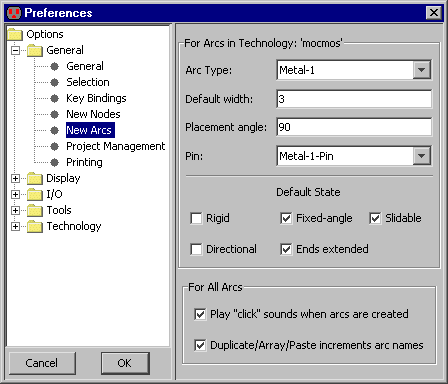 Preferences
Options
General
General
Selection
Key Bindings
New Nodes
New Arcs
Project Management
Printing
Display
I/O
Tools
Technology
Cancel
OK
For Arcs in Technology: 'mocmos'
Arc Type: Metal-1
Default width: 3
Placement angle: 90
Pin: Metal-1-Pin
Default State
Rigid Fixed-angle Slidable
Directional Ends extended
For All Arcs
Play "click" sounds when arcs are created
Duplicate/Array/Paste increments arc names